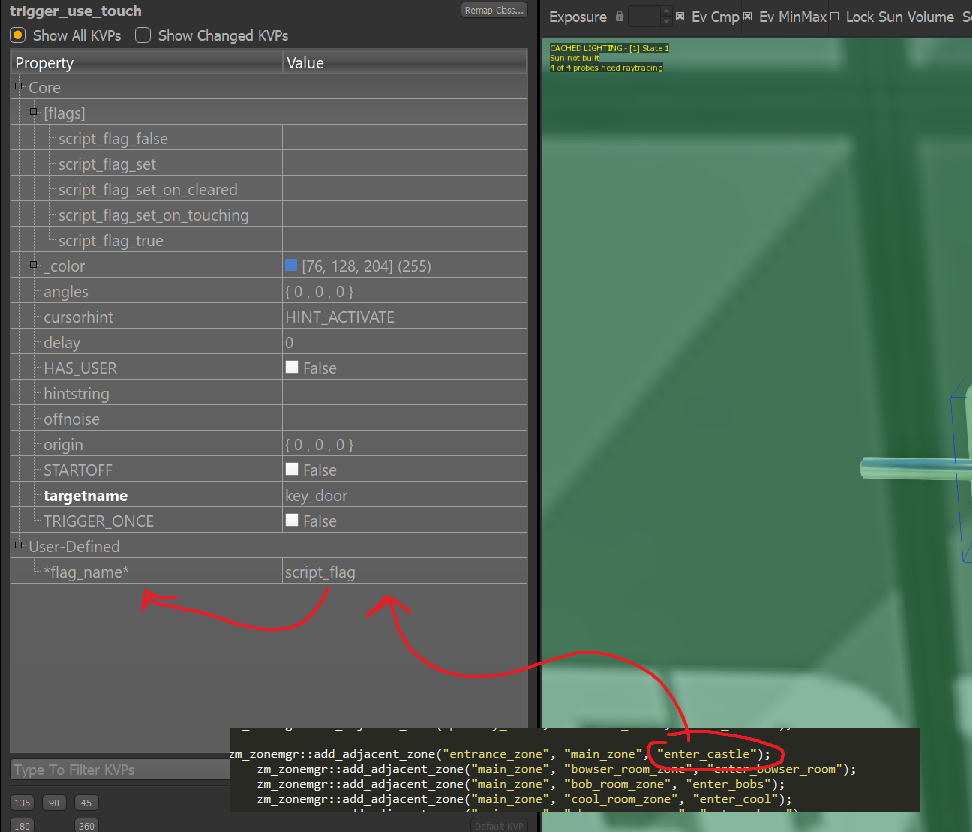 trigger_use_touch
Remap Class...
Show All KVPs
Show Changed KVPs
Property Value
Core
[flags]
script_flag_false
script_flag_set
script_flag_set_on_cleared
script_flag_set_on_touching
script_flag_true
_color [76, 128, 204] (255)
angles { 0 , 0 , 0 }
cursorhint HINT_ACTIVATE
delay 0
HAS_USER False
hintstring
offnoise
origin { 0 , 0 , 0 }
STARTOFF False
targetname key_door
TRIGGER_ONCE False
User-Defined
*flag_name* script_flag
Type To Filter KVPs
135 90 45
180 360
Default KVP
Exposure Ev Cmp Ev MinMax Lock Sun Volume
CACHED LIGHTING - [1] State 1
Sun not built
4 of 4 probes need raytracing
zm_zonemgr::add_adjacent_zone("entrance_zone", "main_zone", "enter_castle");
zm_zonemgr::add_adjacent_zone("main_zone", "bowser_room_zone", "enter_bowser_room");
zm_zonemgr::add_adjacent_zone("main_zone", "bob_room_zone", "enter_bobs");
zm_zonemgr::add_adjacent_zone("main_zone", "cool_room_zone", "enter_cool");